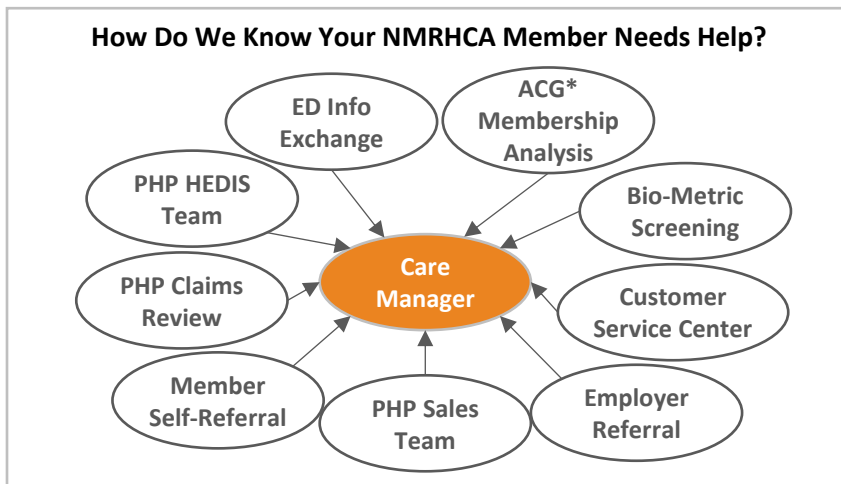 How Do We Know Your NMRHCA Member Needs Help?
ED Info
Exchange
ACG*
Membership
Analysis
PHP HEDIS
Team
Bio-Metric
Screening
Care
Manager
PHP Claims
Review
Customer
Service Center
Member
Self-Referral
PHP Sales
Team
Employer
Referral